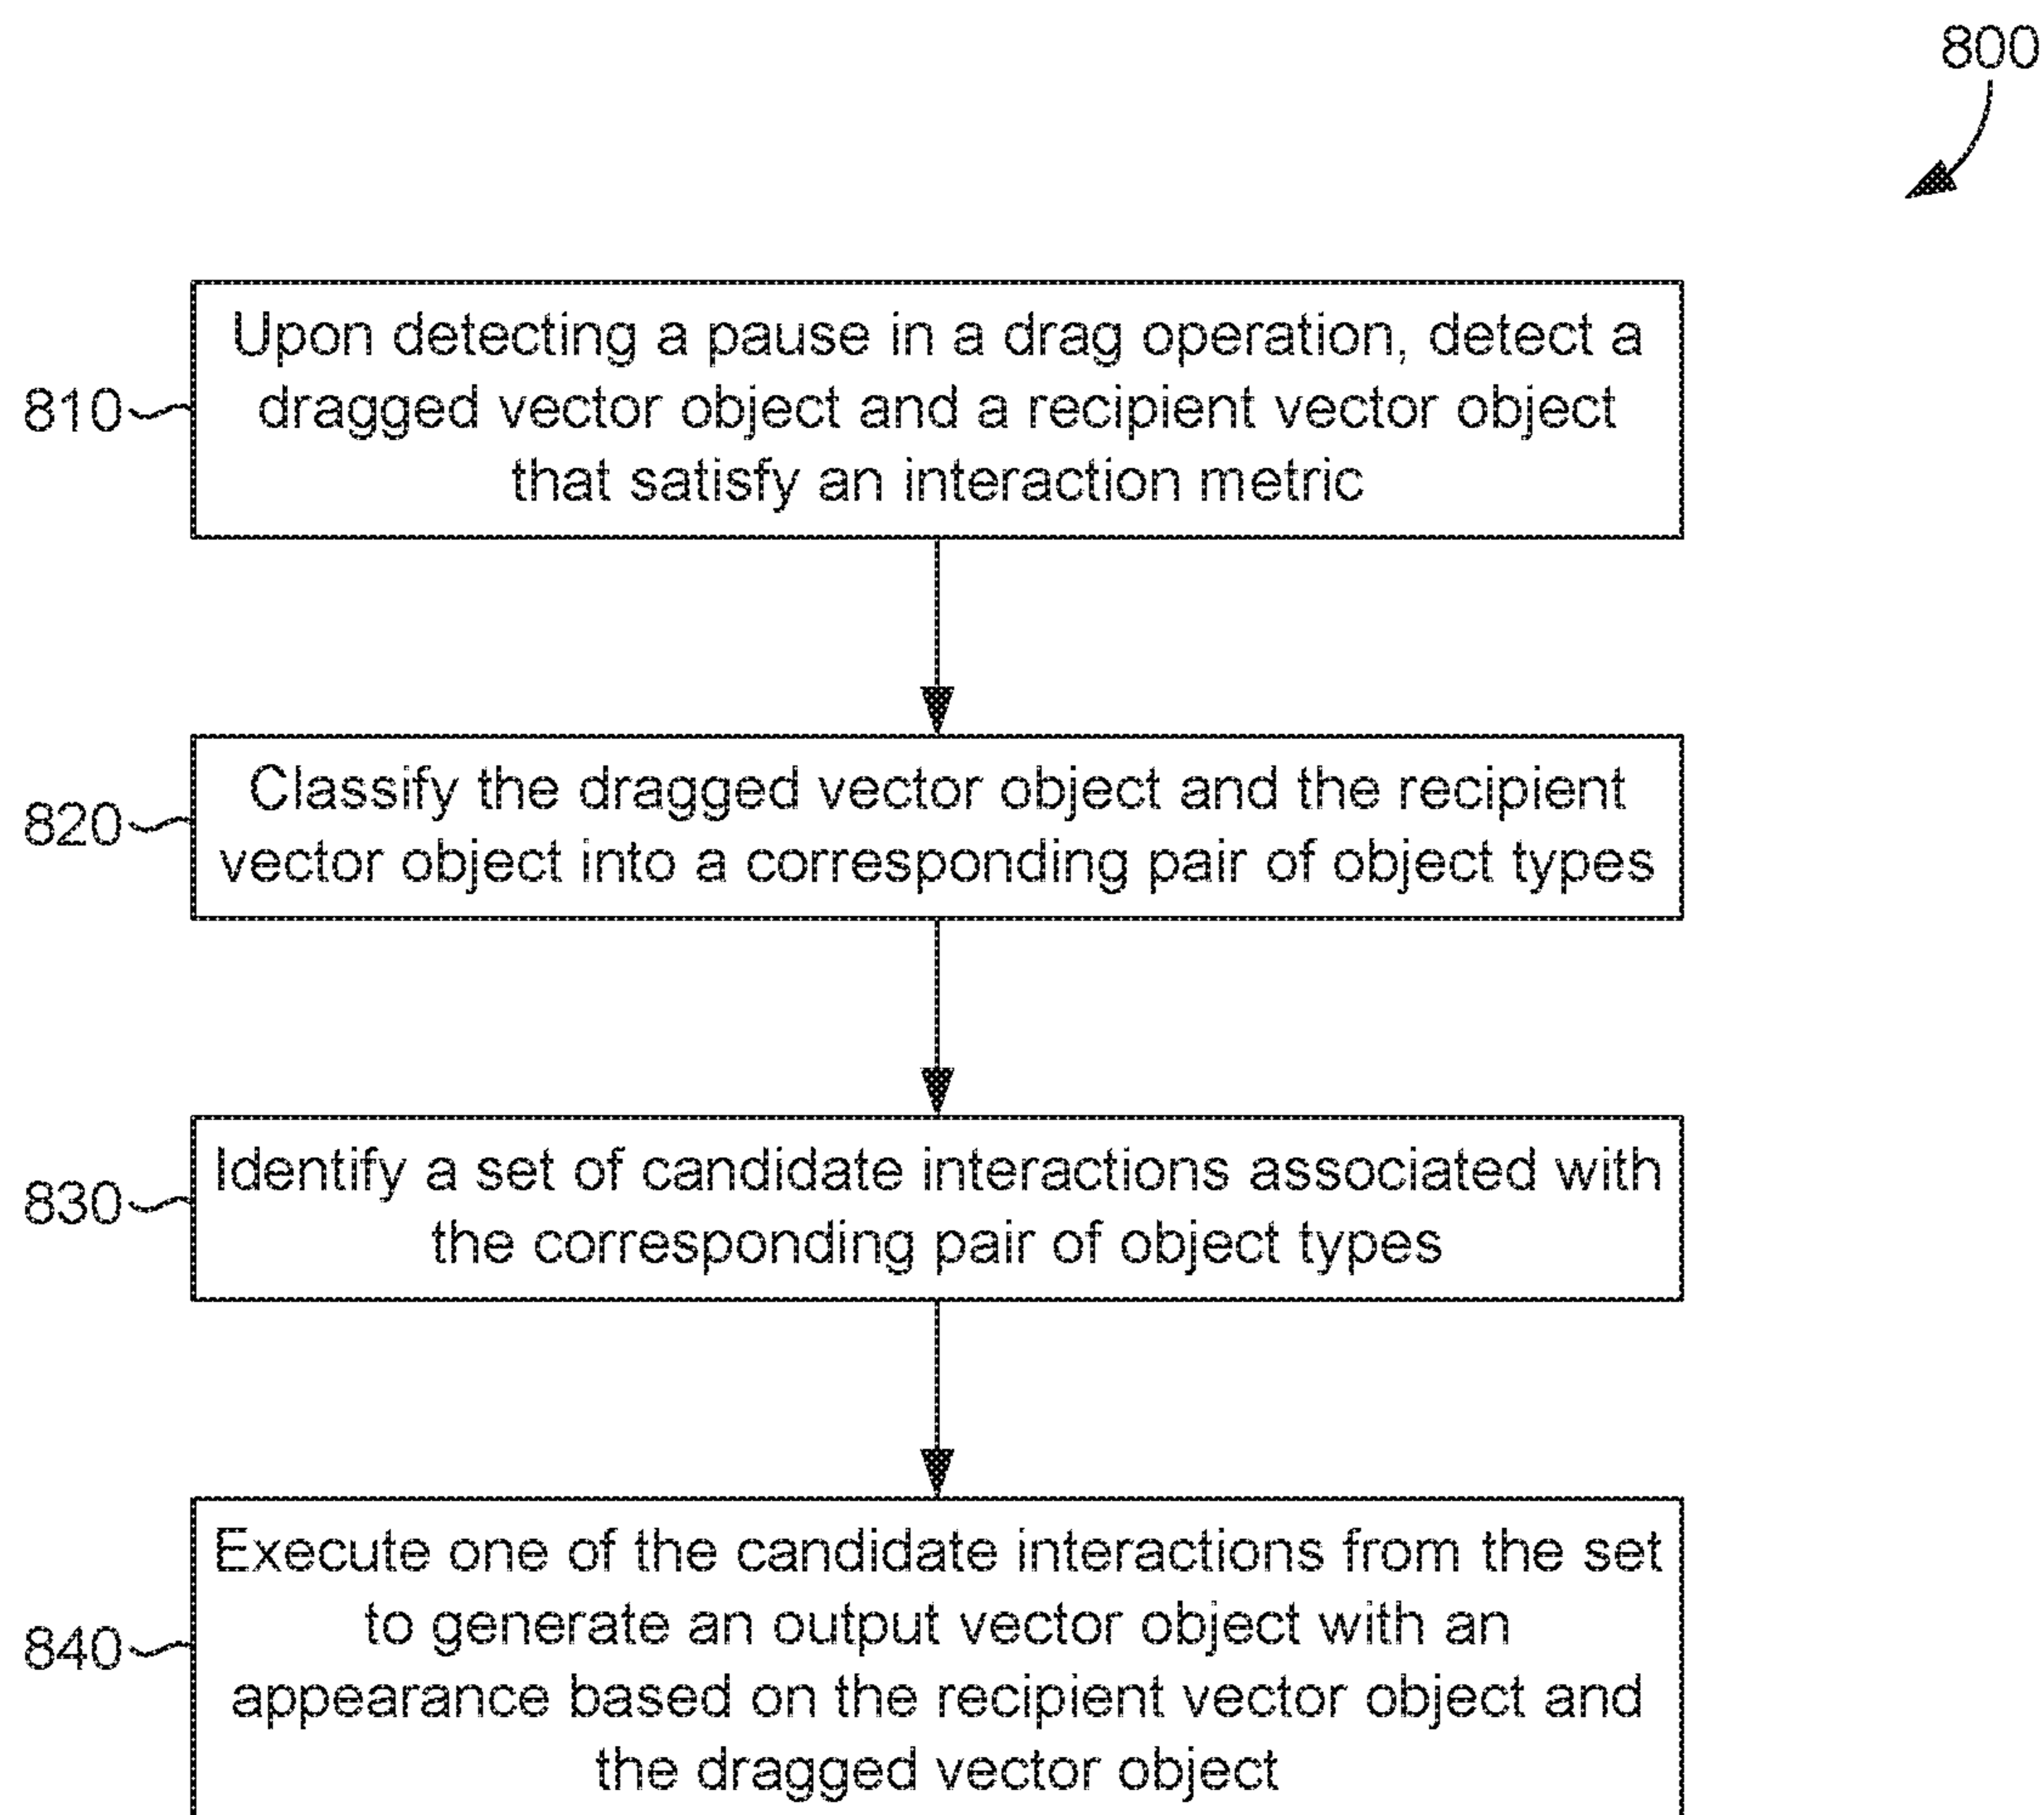 800
Upon detecting a pause in a drag operation, detect a
dragged vector object and a recipient vector object
that satisfy an interaction metric
810
Classify the dragged vector object and the recipient
vector object into a corresponding pair of object types
820
Identify a set of candidate interactions associated with
the corresponding pair of object types
830
Execute one of the candidate interactions from the set
to generate an output vector object with an
appearance based on the recipient vector object and
the dragged vector object
840